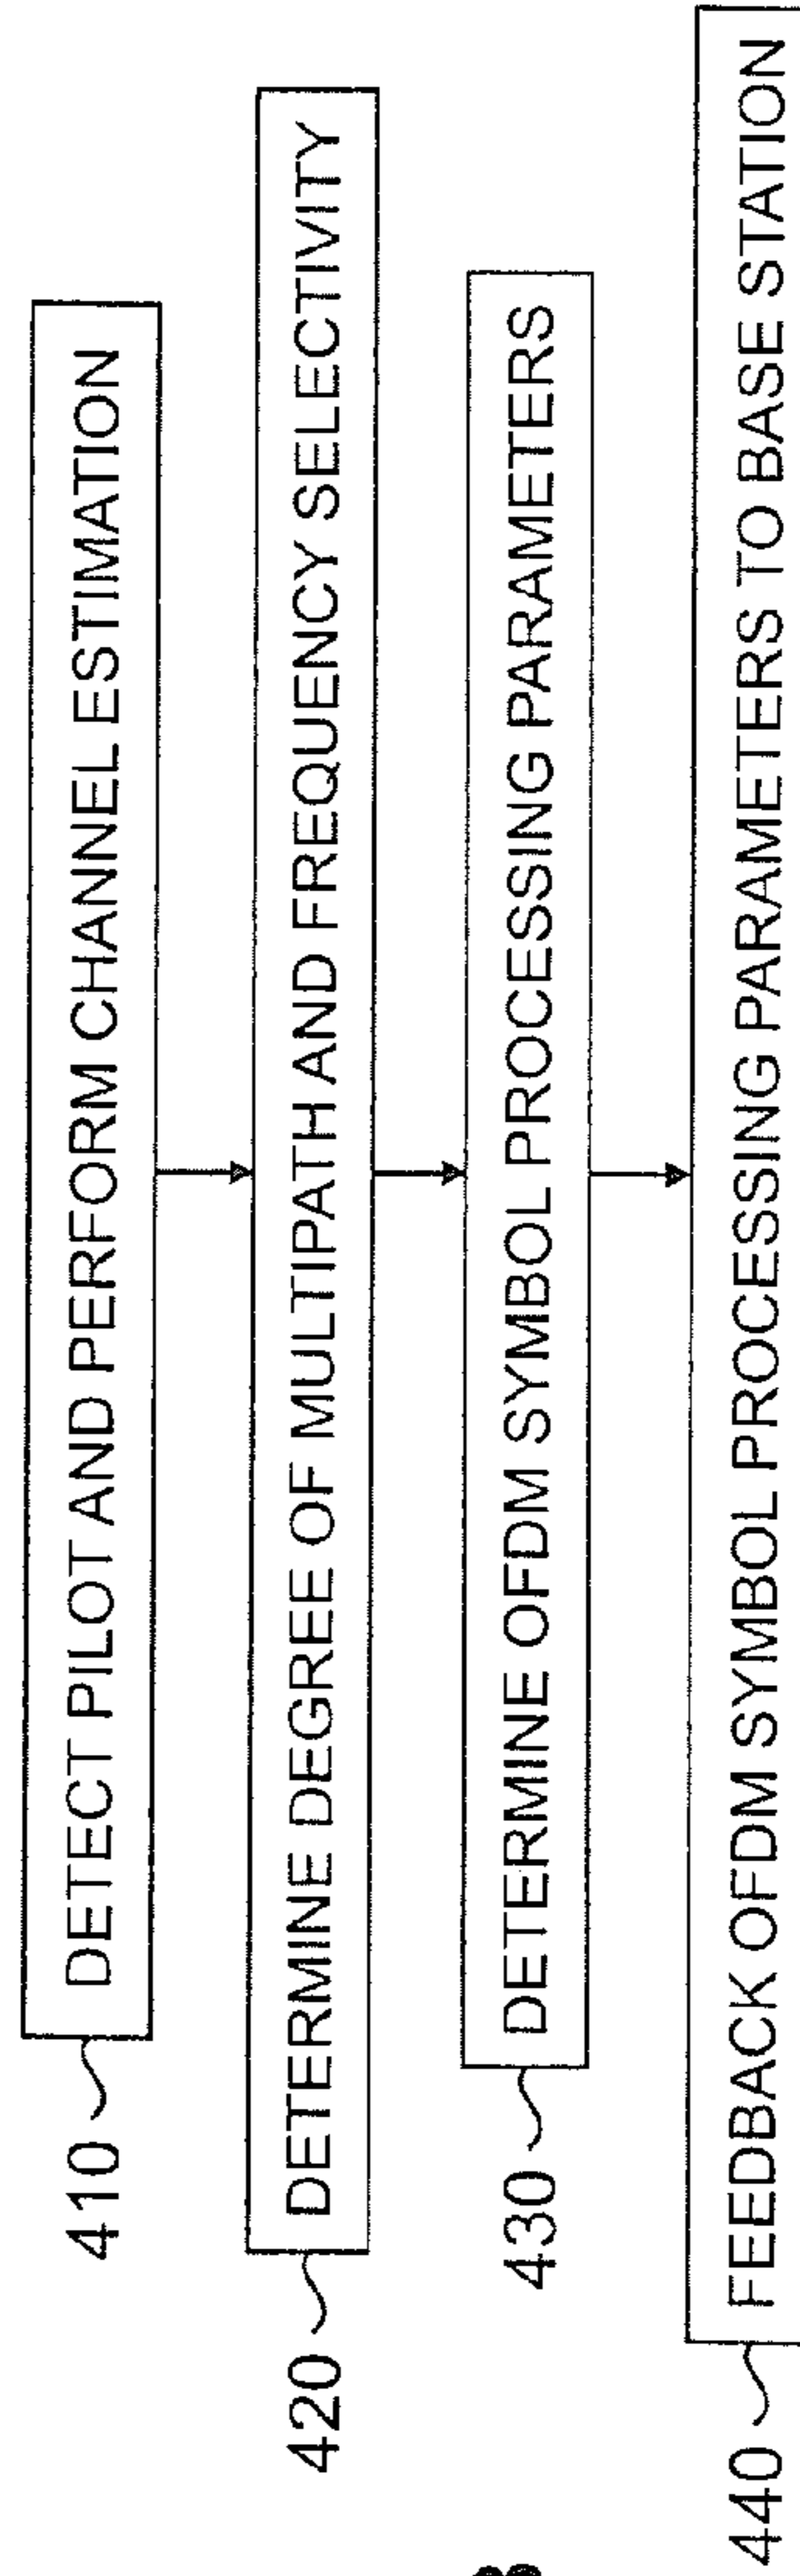 410
DETECT PILOT AND PERFORM CHANNEL ESTIMATION
420
DETERMINE DEGREE OF MULTIPATH AND FREQUENCY SELECTIVITY
430
DETERMINE OFDM SYMBOL PROCESSING PARAMETERS
440
FEEDBACK OFDM SYMBOL PROCESSING PARAMETERS TO BASE STATION